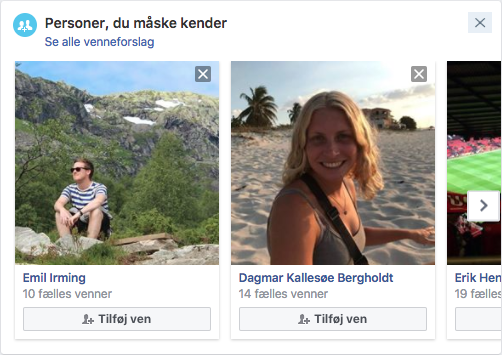 Personer, du måske kender
Se alle venneforslag
Emil Irming
10 fælles venner
Tilføj ven
Dagmar Kallesøe Bergholdt
14 fælles venner
Tilføj ven
Erik Hen
19 fælles